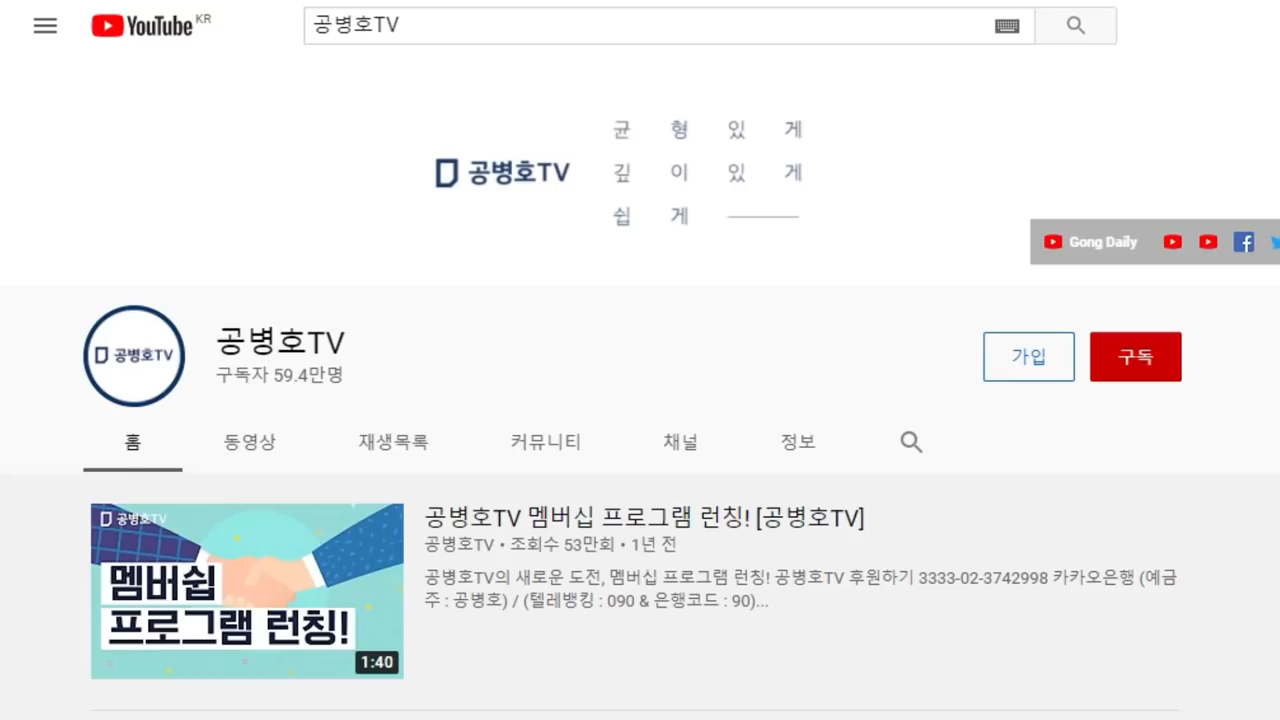 YouTube KR
공병호TV
공병호TV
균 형 있 게
깊 이 있 게
쉽 게
Gong Daily
공병호TV
공병호TV
구독자 59.4만명
가입
구독
홈 동영상 재생목록 커뮤니티 채널 정보
공병호TV
멤버쉽
프로그램 런칭!
1:40
공병호TV 멤버십 프로그램 런칭! [공병호TV]
공병호TV • 조회수 53만회 • 1년 전
공병호TV의 새로운 도전, 멤버십 프로그램 런칭! 공병호TV 후원하기 3333-02-3742998 카카오은행 (예금
주 : 공병호) / (텔레뱅킹 : 090 & 은행코드 : 90)...